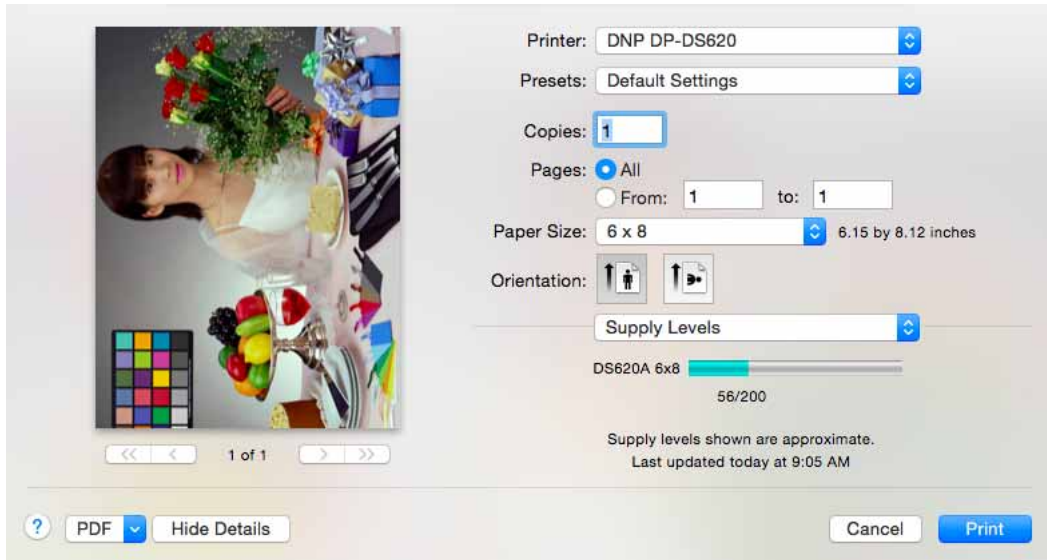 Printer: DNP DP-DS620
Presets: Default Settings
Copies: 1
Pages: All
From: 1 to: 1
Paper Size: 6 x 8 6.15 by 8.12 inches
Orientation:
Supply Levels
DS620A 6x8
56/200
Supply levels shown are approximate.
Last updated today at 9:05 AM
<< < 1 of 1 > >>
? PDF Hide Details Cancel Print